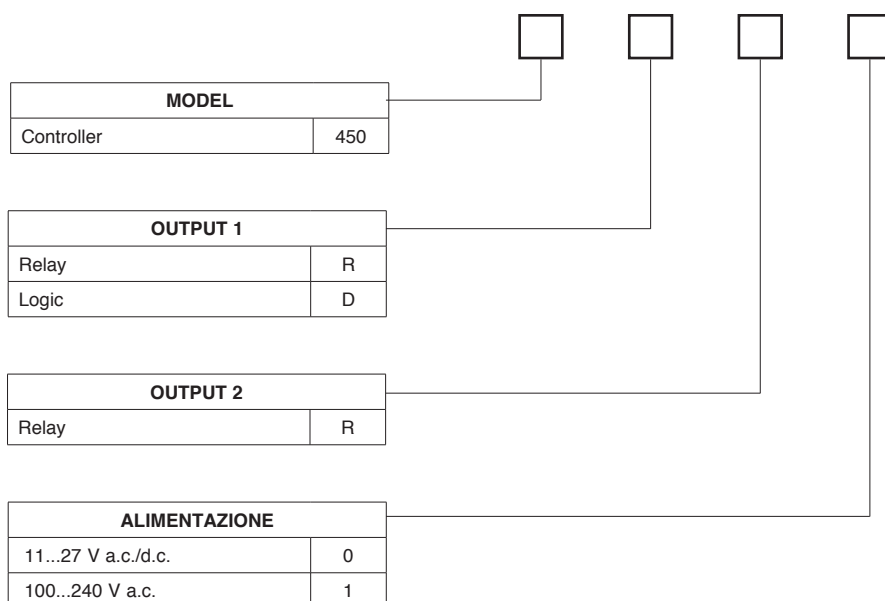 MODEL
Controller 450
OUTPUT 1
Relay R
Logic D
OUTPUT 2
Relay R
ALIMENTAZIONE
11...27 V a.c./d.c. 0
100...240 V a.c. 1